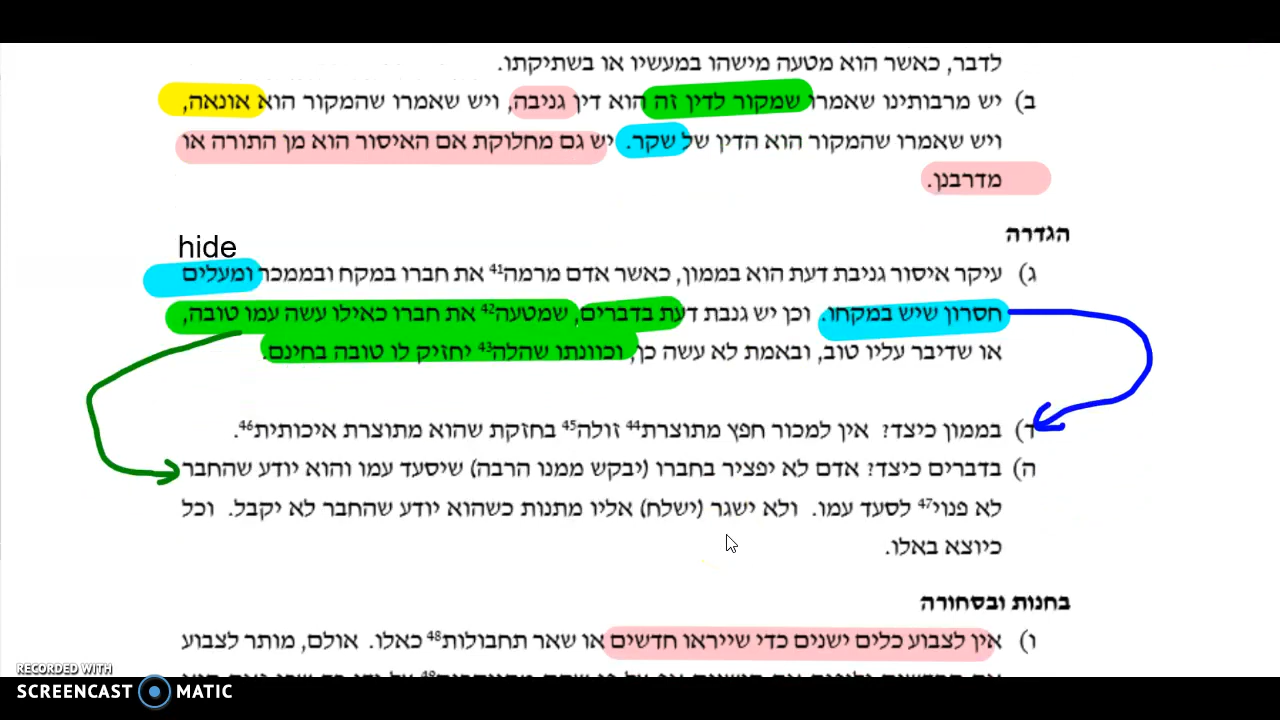 לדבר, כאשר הוא מטעה מישהו במעשיו או בשתיקתו.
ב) יש מרבותינו שאמרו שמקור לדין זה הוא דין גניבה, ויש שאמרו שהמקור הוא אונאה,
ויש שאמרו שהמקור הוא הדין של שקר. יש גם מחלוקת אם האיסור הוא מן התורה או
מדרבנן.
הגדרה
hide
ג) עיקר איסור גניבת דעת הוא בממון, כאשר אדם מרמה41 את חברו במקח ובממכר ומעלים
חסרון שיש במקחו. וכן יש גנבת דעת בדברים, שמטעה42 את חברו כאילו עשה עמו טובה,
או שדיבר עליו טוב, ובאמת לא עשה כן, וכוונתו שהלה43 יחזיק לו טובה בחינם.
ד) בממון כיצד? אין למכור חפץ מתוצרת44 זולה45 בחזקת שהוא מתוצרת איכותית46.
ה) בדברים כיצד? אדם לא יפציר בחברו (יבקש ממנו הרבה) שיסעד עמו והוא יודע שהחבר
לא פנוי47 לסעד עמו. ולא ישגר (ישלח) אליו מתנות כשהוא יודע שהחבר לא יקבל. וכל
כיוצא באלו.
בחנות ובסחורה
ו) אין לצבוע כלים ישנים כדי שייראו חדשים או שאר תחבולות48 כאלו. אולם, מותר לצבוע
RECORDED WITH
SCREENCAST MATIC